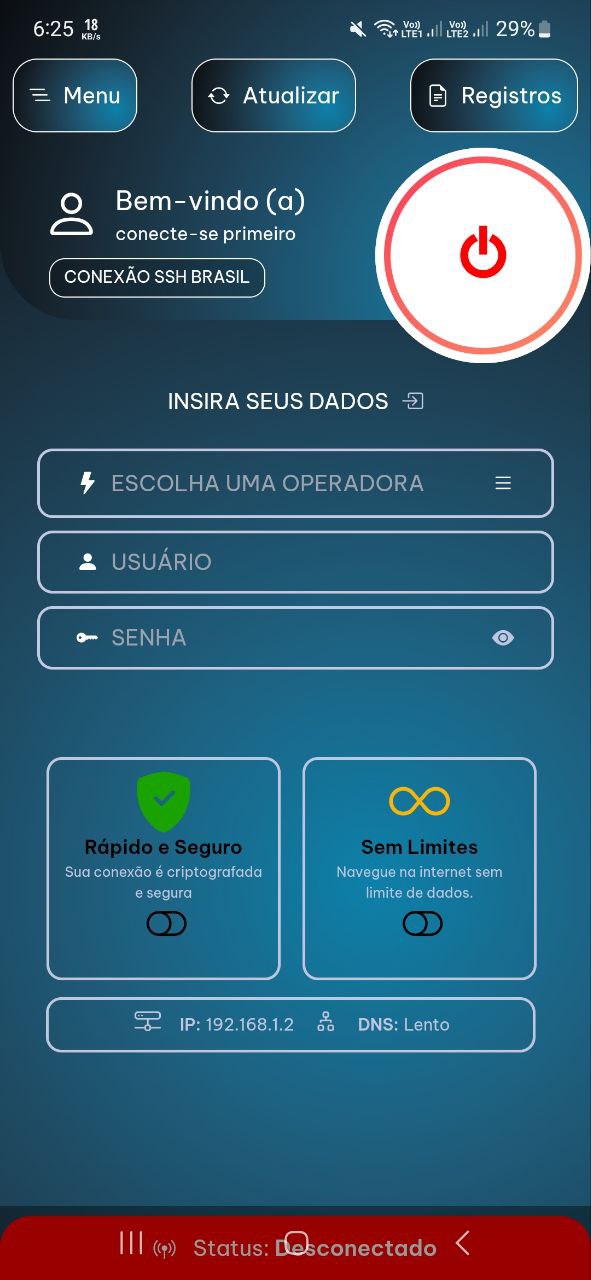 6:25 18 KB/s Vo)) LTE1 Vo)) LTE2 29%
Menu Atualizar Registros
Bem-vindo (a)
conecte-se primeiro
CONEXÃO SSH BRASIL
INSIRA SEUS DADOS
ESCOLHA UMA OPERADORA
USUÁRIO
SENHA
Rápido e Seguro
Sua conexão é criptografada
e segura
Sem Limites
Navegue na internet sem
limite de dados.
IP: 192.168.1.2 DNS: Lento
Status: Desconectado